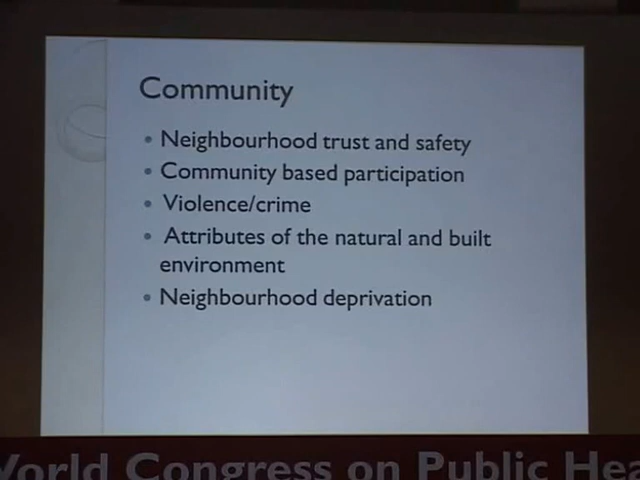 Community
• Neighbourhood trust and safety
• Community based participation
• Violence/crime
• Attributes of the natural and built
environment
• Neighbourhood deprivation
World Congress on Public Hea